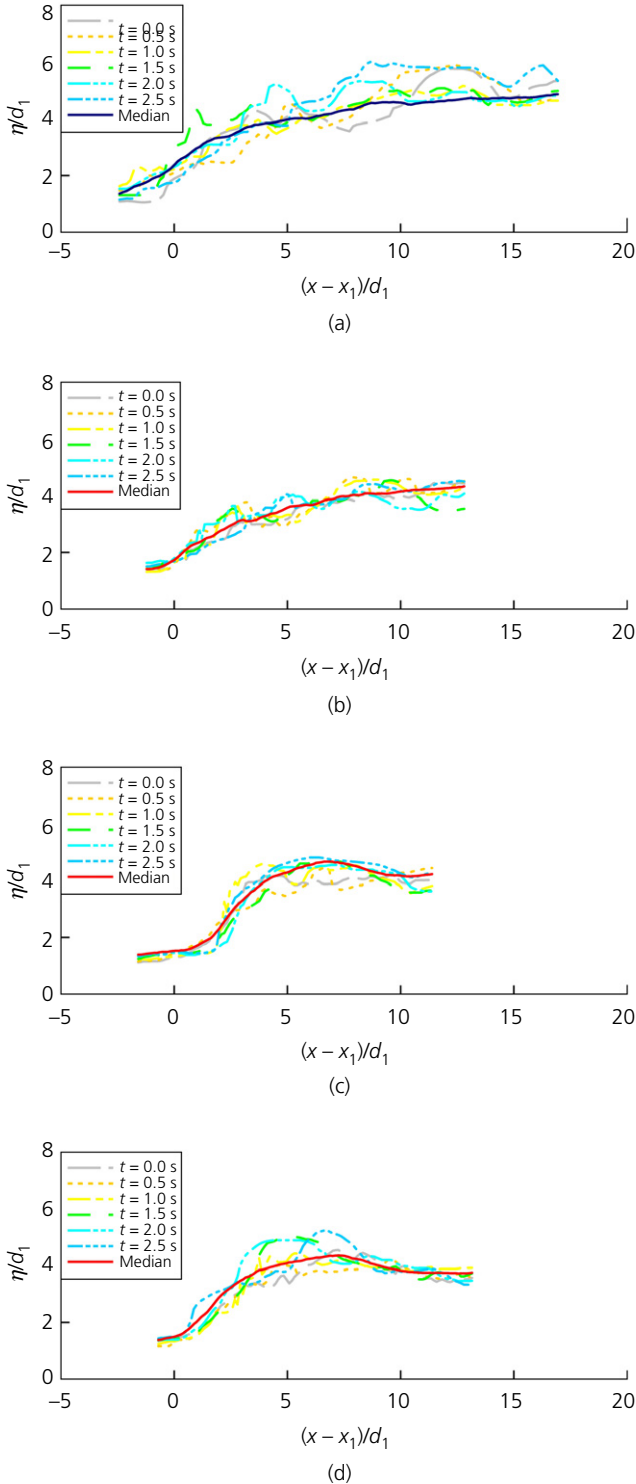 8
6
4
2
0
η/d1
t = 0.0 s
t = 0.5 s
t = 1.0 s
t = 1.5 s
t = 2.0 s
t = 2.5 s
Median
–5 0 5 10 15 20
(x – x1)/d1
(a)
8
6
4
2
0
η/d1
t = 0.0 s
t = 0.5 s
t = 1.0 s
t = 1.5 s
t = 2.0 s
t = 2.5 s
Median
–5 0 5 10 15 20
(x – x1)/d1
(b)
8
6
4
2
0
η/d1
t = 0.0 s
t = 0.5 s
t = 1.0 s
t = 1.5 s
t = 2.0 s
t = 2.5 s
Median
–5 0 5 10 15 20
(x – x1)/d1
(c)
8
6
4
2
0
η/d1
t = 0.0 s
t = 0.5 s
t = 1.0 s
t = 1.5 s
t = 2.0 s
t = 2.5 s
Median
–5 0 5 10 15 20
(x – x1)/d1
(d)